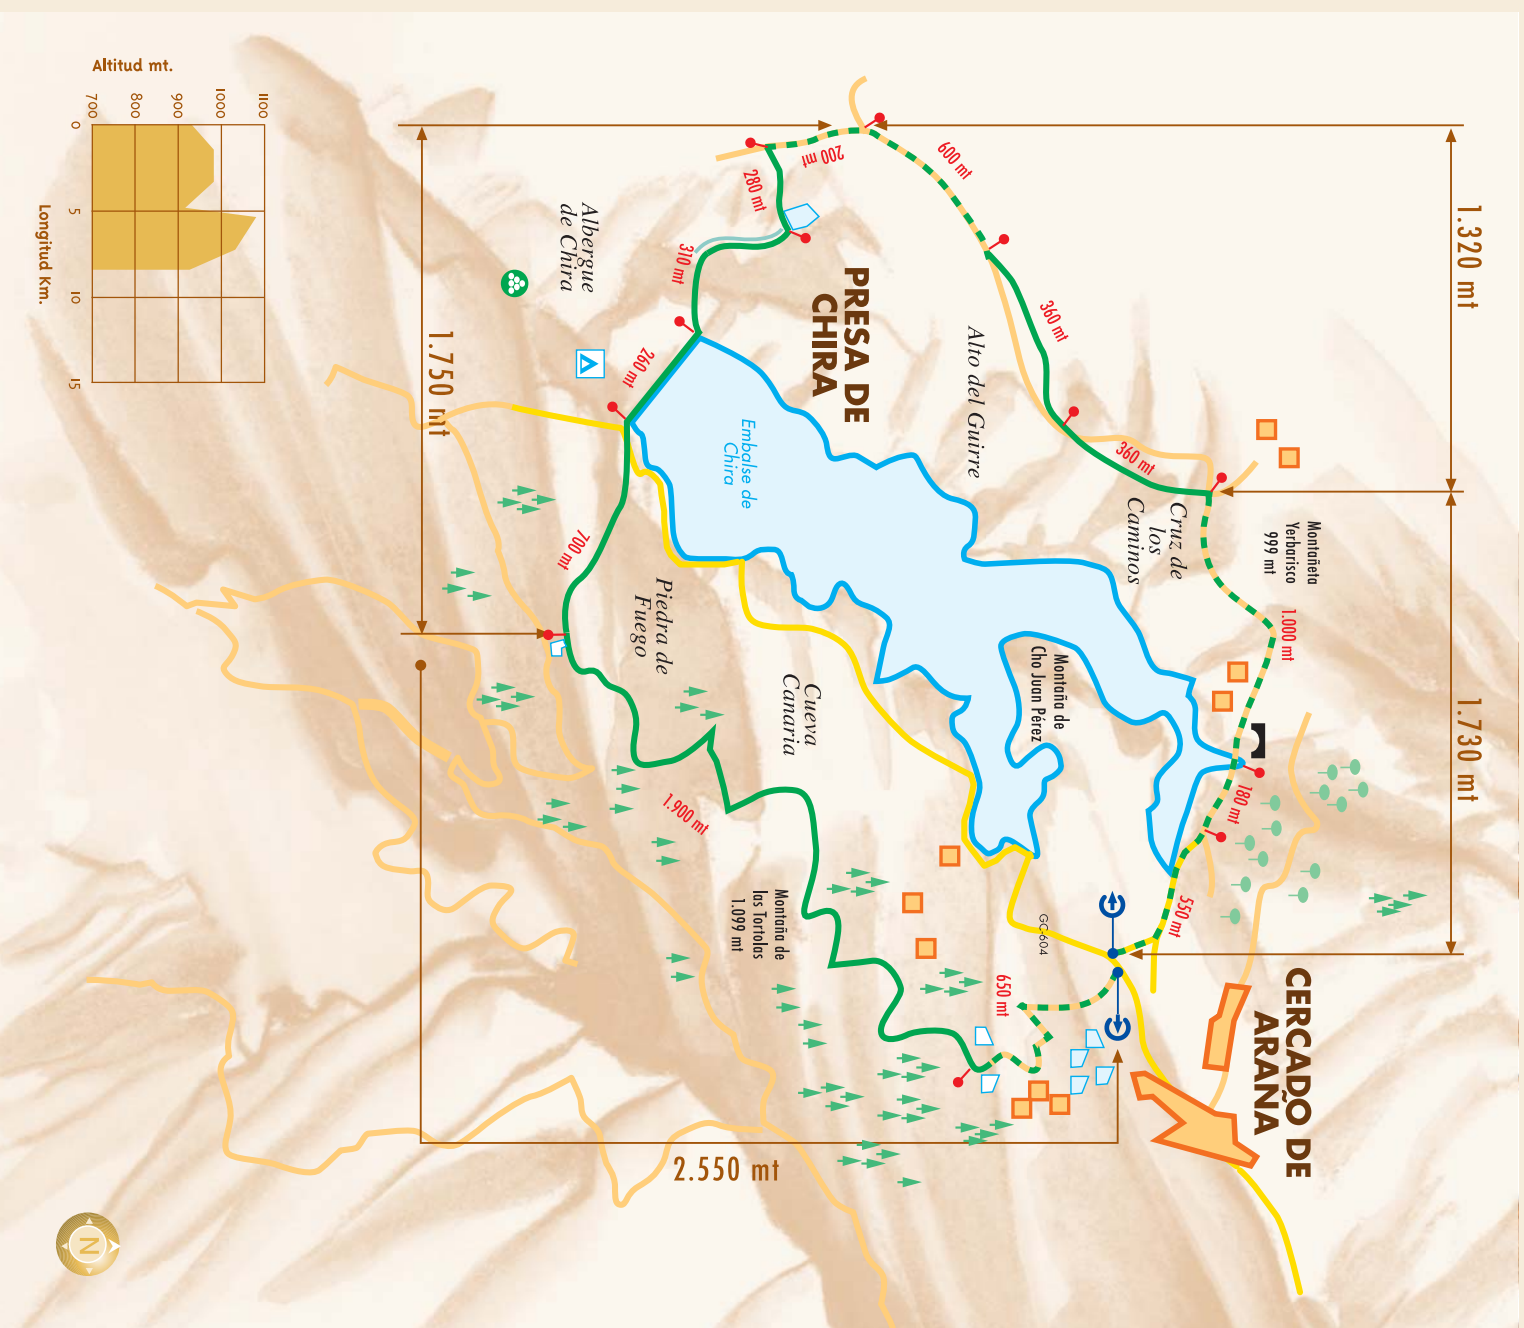 Altitud mt.
1100
1000
900
800
700
0
5
10
15
Longitud Km.
1.320 mt
1.730 mt
1.750 mt
2.550 mt
600 mt
200 mt
280 mt
310 mt
260 mt
700 mt
1.900 mt
650 mt
360 mt
360 mt
1.000 mt
180 mt
550 mt
PRESA DE
CHIRA
Albergue
de Chira
Alto del Guirre
Embalse de
Chira
Cruz de
los
Caminos
Montañeta
Yerbarisco
999 mt
Piedra de
Fuego
Cueva
Canaria
Montaña de
Cho Juan Pérez
Montaña de
las Tortolas
1.099 mt
GC-604
CERCADO DE
ARAÑA
N